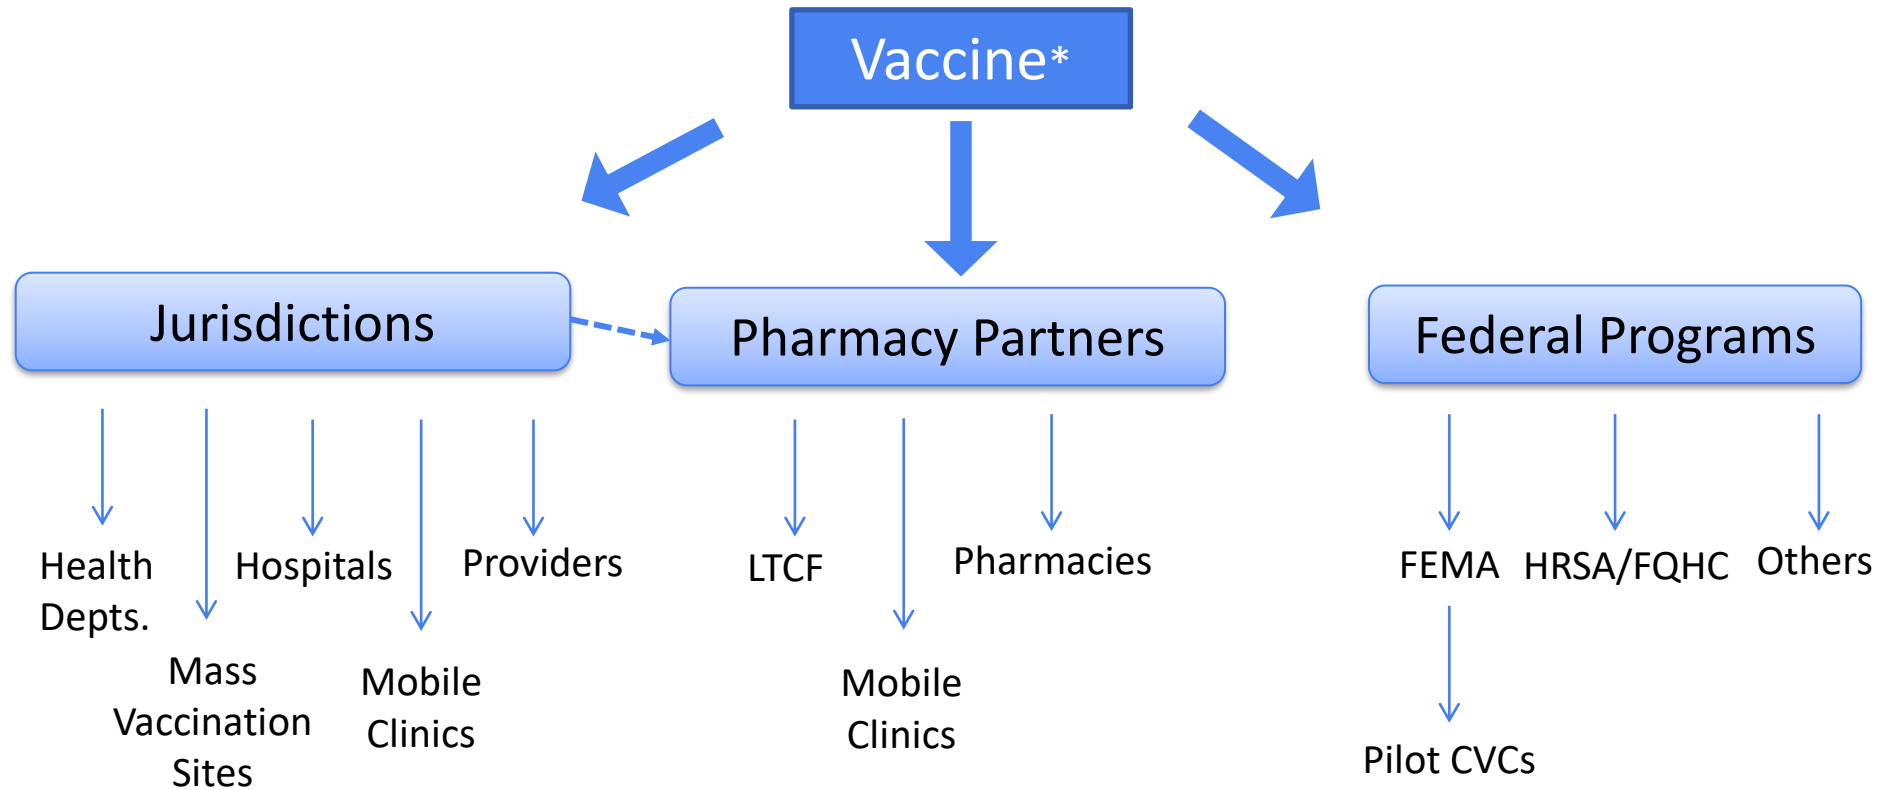 Vaccine*
Jurisdictions
Pharmacy Partners
Federal Programs
Health
Depts.
Mass
Vaccination
Sites
Hospitals
Mobile
Clinics
Providers
LTCF
Mobile
Clinics
Pharmacies
FEMA
Pilot CVCs
HRSA/FQHC
Others